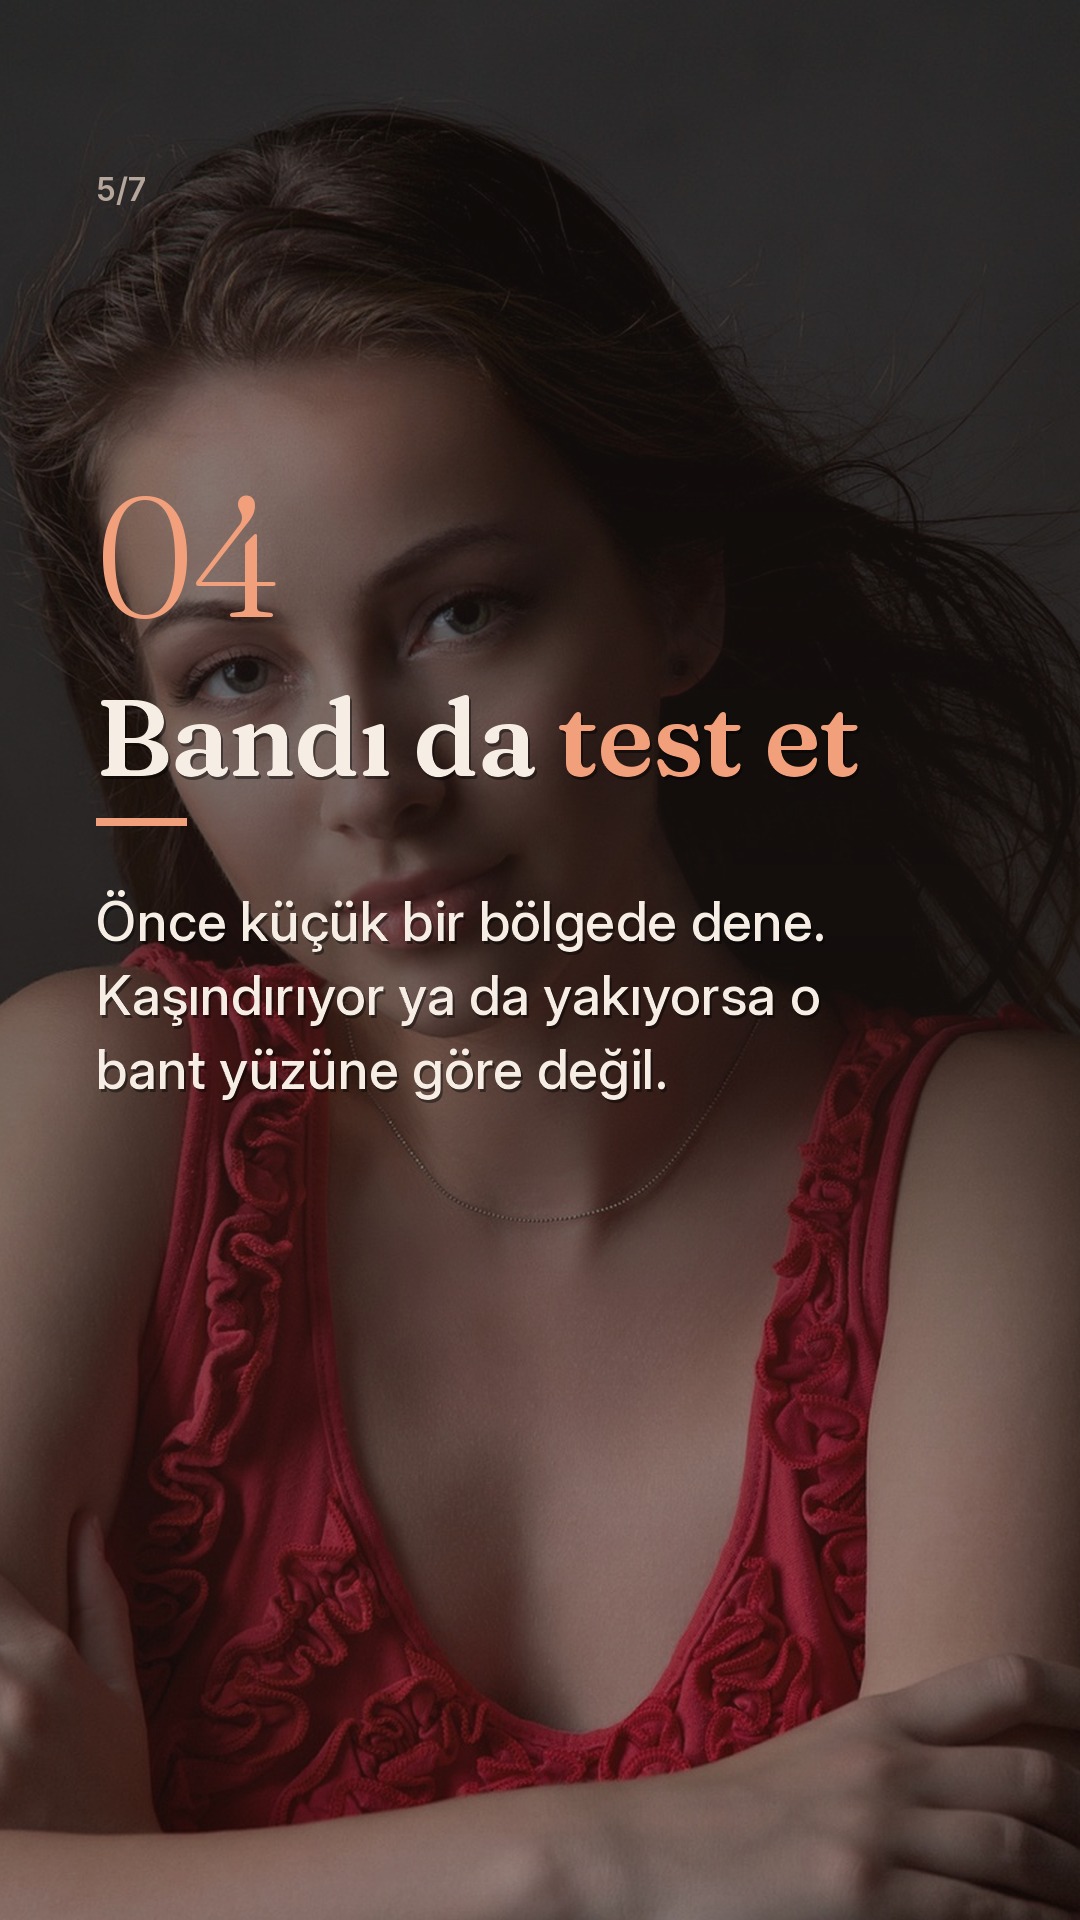 5/7
04
Bandı da test et
Önce küçük bir bölgede dene.
Kaşındırıyor ya da yakıyorsa o
bant yüzüne göre değil.